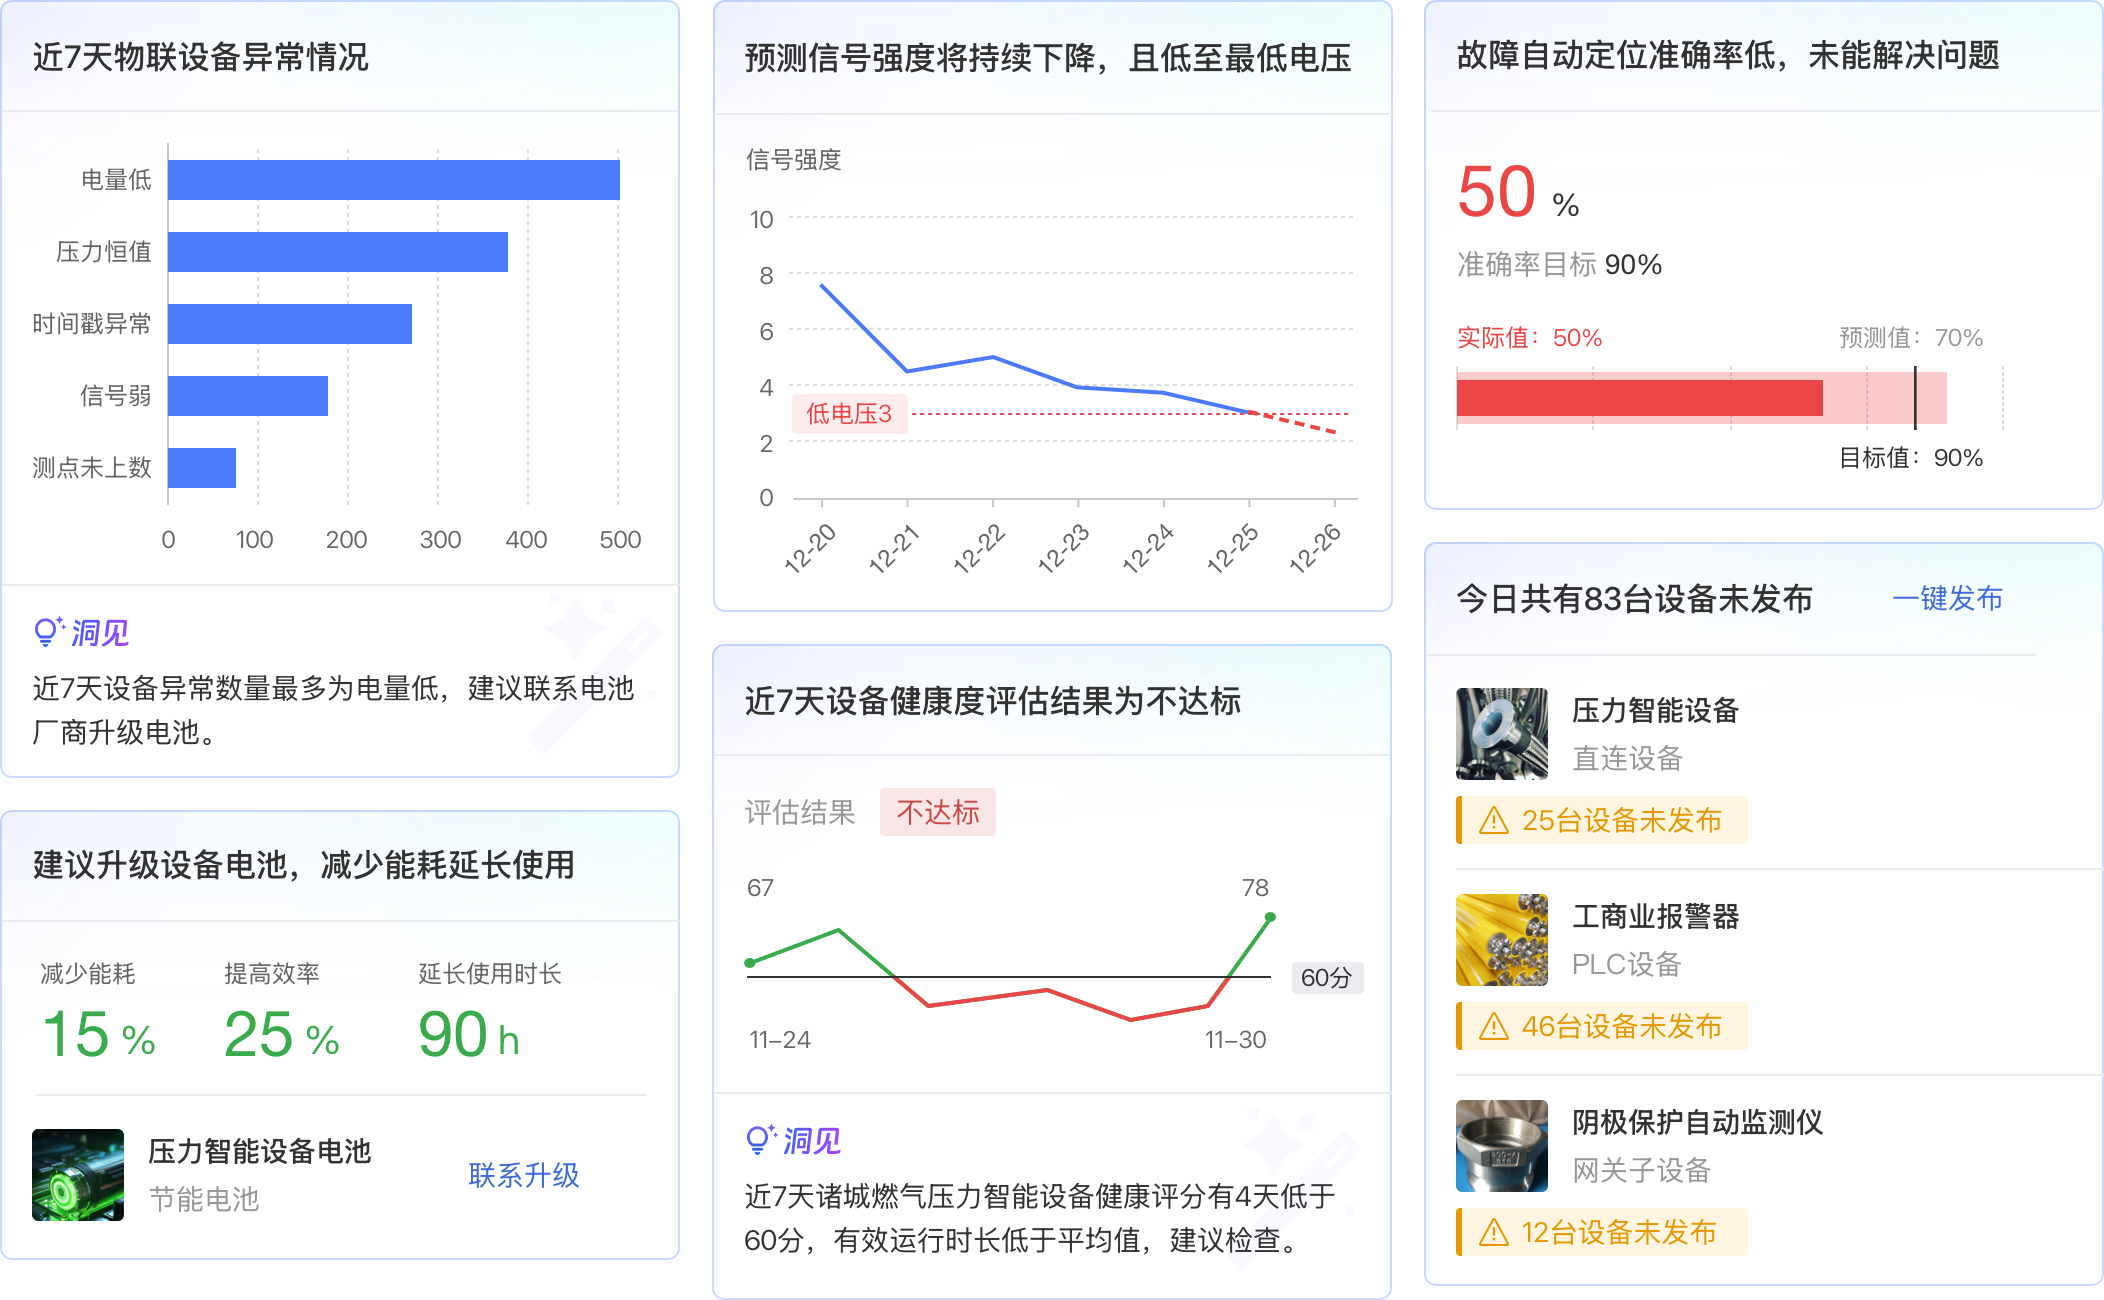 近7天物联设备异常情况
电量低
压力恒值
时间戳异常
信号弱
测点未上数
0 100 200 300 400 500
洞见
近7天设备异常数量最多为电量低，建议联系电池
厂商升级电池。
建议升级设备电池，减少能耗延长使用
减少能耗 提高效率 延长使用时长
15 % 25 % 90 h
压力智能设备电池
节能电池
联系升级
预测信号强度将持续下降，且低至最低电压
信号强度
10
8
6
4
低电压3
2
0
12-20 12-21 12-22 12-23 12-24 12-25 12-26
近7天设备健康度评估结果为不达标
评估结果 不达标
67 78
60分
11-24 11-30
洞见
近7天诸城燃气压力智能设备健康评分有4天低于
60分，有效运行时长低于平均值，建议检查。
故障自动定位准确率低，未能解决问题
50 %
准确率目标 90%
实际值：50% 预测值：70%
目标值：90%
今日共有83台设备未发布 一键发布
压力智能设备
直连设备
25台设备未发布
工商业报警器
PLC设备
46台设备未发布
阴极保护自动监测仪
网关子设备
12台设备未发布